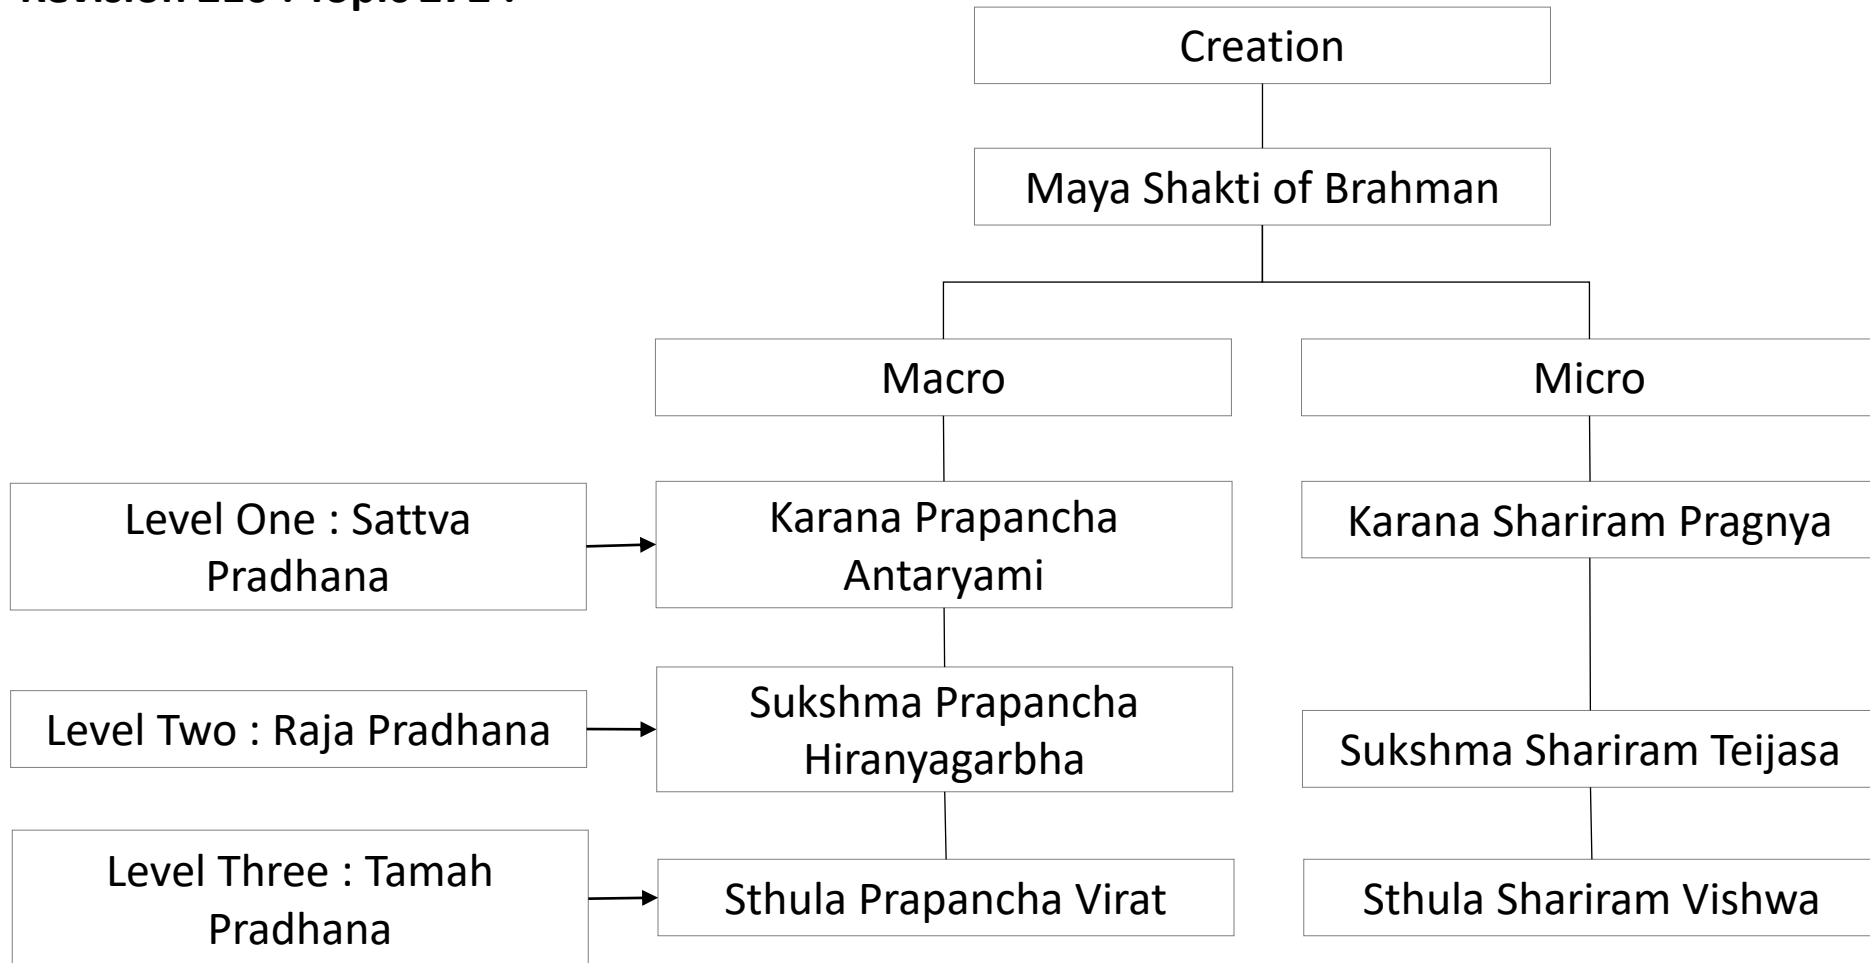 Creation
Maya Shakti of Brahman
Macro
Micro
Level One : Sattva
Pradhana
Karana Prapancha
Antaryami
Karana Shariram Pragnya
Level Two : Raja Pradhana
Sukshma Prapancha
Hiranyagarbha
Sukshma Shariram Teijasa
Level Three : Tamah
Pradhana
Sthula Prapancha Virat
Sthula Shariram Vishwa